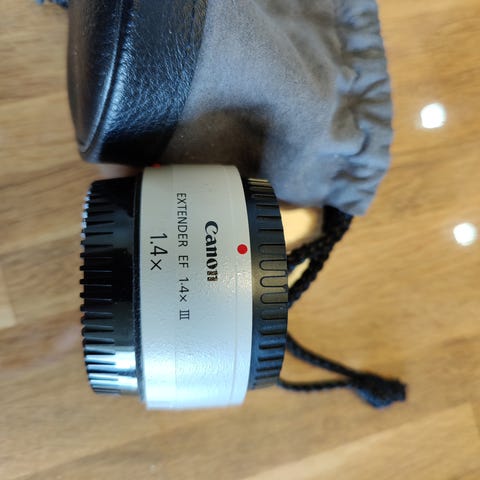 Canon
EXTENDER EF 1.4× III
1.4×